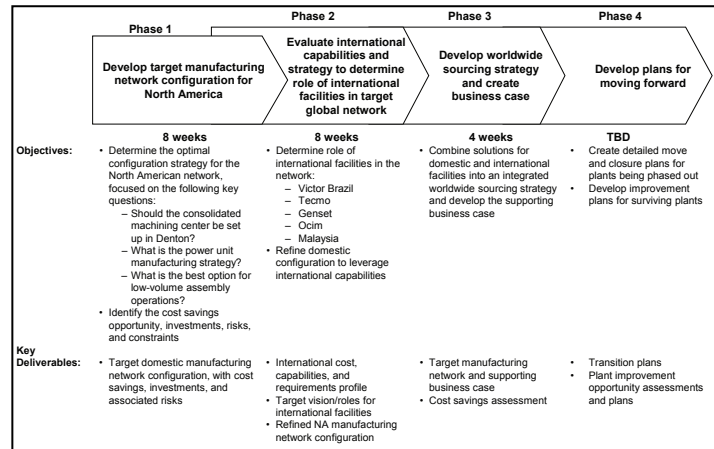 Phase 1
Phase 2
Phase 3
Phase 4
Develop target manufacturing
network configuration for
North America
Evaluate international
capabilities and
strategy to determine
role of international
facilities in target
global network
Develop worldwide
sourcing strategy
and create
business case
Develop plans for
moving forward
8 weeks
8 weeks
4 weeks
TBD
Objectives:
• Determine the optimal
configuration strategy for the
North American network,
focused on the following key
questions:
– Should the consolidated
machining center be set
up in Denton?
– What is the power unit
manufacturing strategy?
– What is the best option for
low-volume assembly
operations?
• Identify the cost savings
opportunity, investments, risks,
and constraints
• Determine role of
international facilities in the
network:
– Victor Brazil
– Tecmo
– Genset
– Ocim
– Malaysia
• Refine domestic
configuration to leverage
international capabilities
• Combine solutions for
domestic and international
facilities into an integrated
worldwide sourcing strategy
and develop the supporting
business case
• Create detailed move
and closure plans for
plants being phased out
• Develop improvement
plans for surviving plants
Key
Deliverables:
• Target domestic manufacturing
network configuration, with cost
savings, investments, and
associated risks
• International cost,
capabilities, and
requirements profile
• Target vision/roles for
international facilities
• Refined NA manufacturing
network configuration
• Target manufacturing
network and supporting
business case
• Cost savings assessment
• Transition plans
• Plant improvement
opportunity assessments
and plans